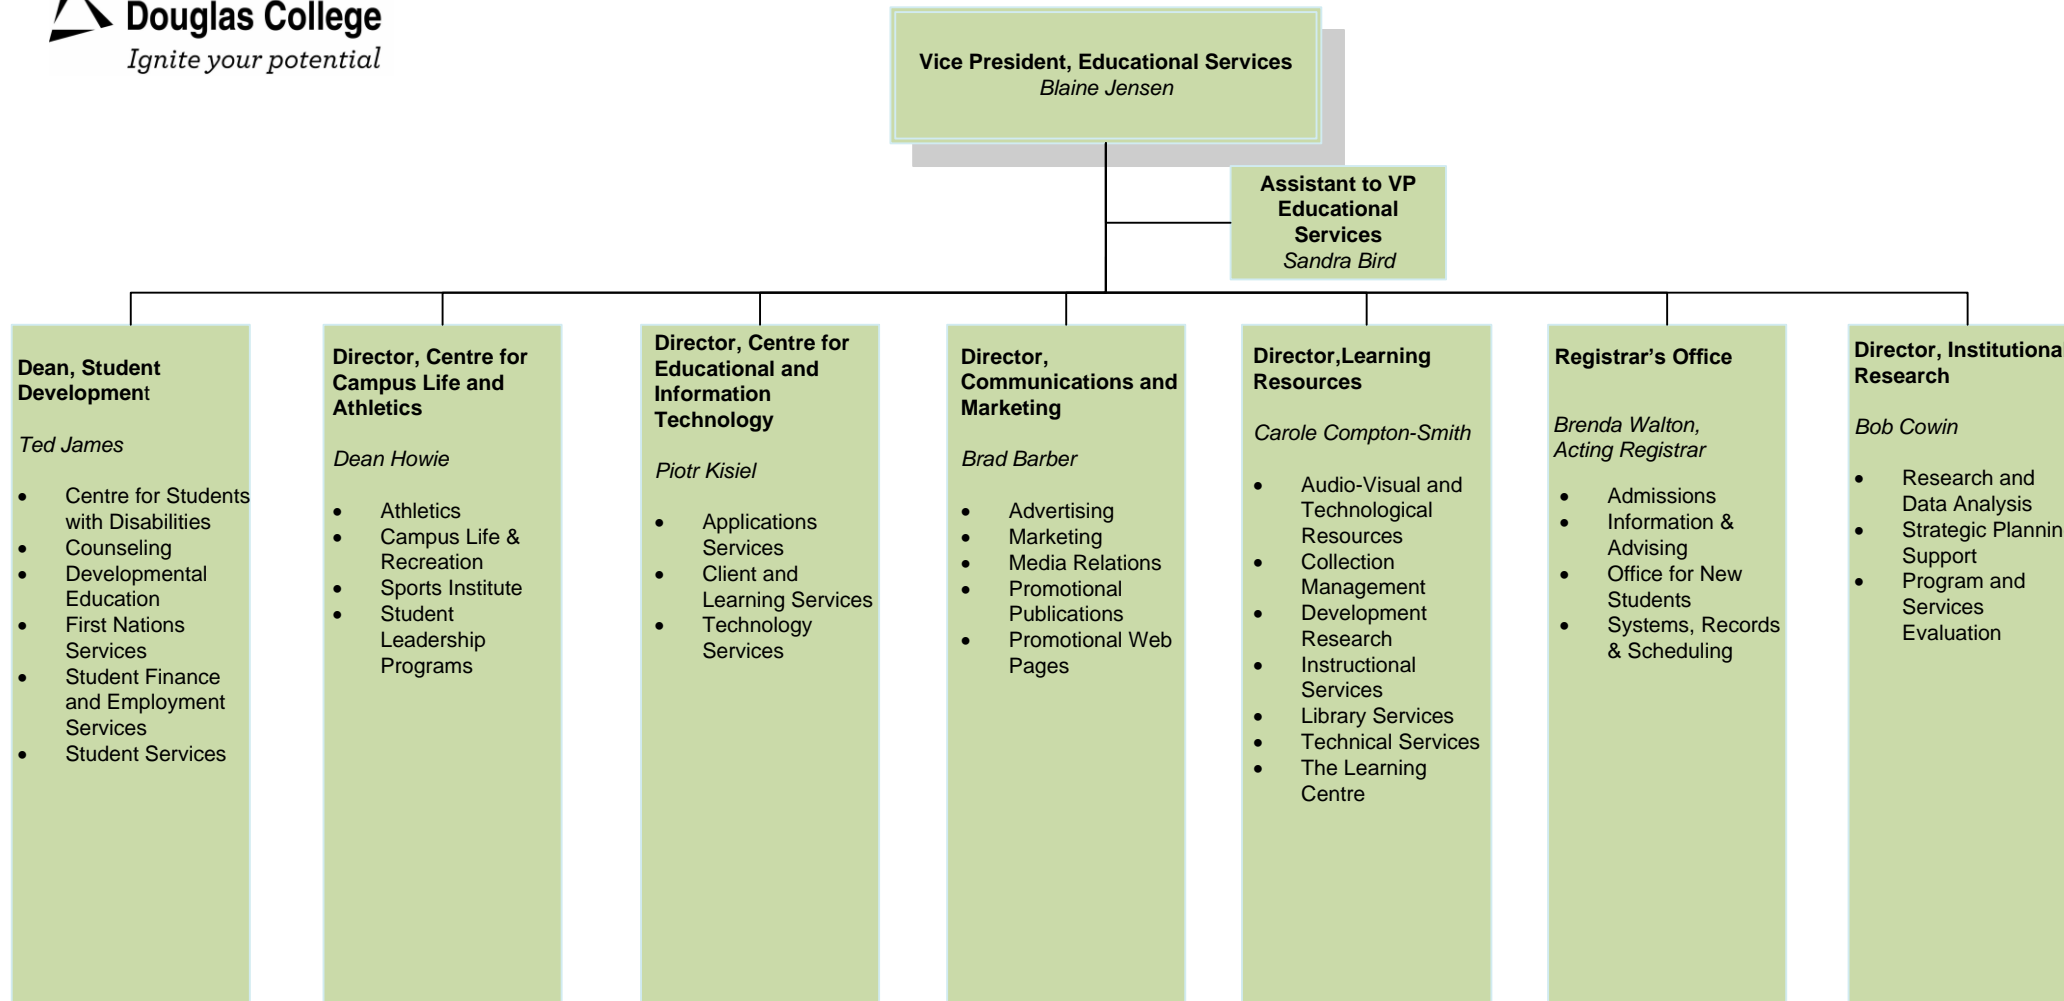 Douglas College
Ignite your potential
Vice President, Educational Services
Blaine Jensen
Assistant to VP
Educational
Services
Sandra Bird
Dean, Student
Development
Ted James
• Centre for Students
with Disabilities
• Counseling
• Developmental
Education
• First Nations
Services
• Student Finance
and Employment
Services
• Student Services
Director, Centre for
Campus Life and
Athletics
Dean Howie
• Athletics
• Campus Life &
Recreation
• Sports Institute
• Student
Leadership
Programs
Director, Centre for
Educational and
Information
Technology
Piotr Kisiel
• Applications
Services
• Client and
Learning Services
• Technology
Services
Director,
Communications and
Marketing
Brad Barber
• Advertising
• Marketing
• Media Relations
• Promotional
Publications
• Promotional Web
Pages
Director,Learning
Resources
Carole Compton-Smith
• Audio-Visual and
Technological
Resources
• Collection
Management
• Development
Research
• Instructional
Services
• Library Services
• Technical Services
• The Learning
Centre
Registrar's Office
Brenda Walton,
Acting Registrar
• Admissions
• Information &
Advising
• Office for New
Students
• Systems, Records
& Scheduling
Director, Institutional
Research
Bob Cowin
• Research and
Data Analysis
• Strategic Plannin
Support
• Program and
Services
Evaluation